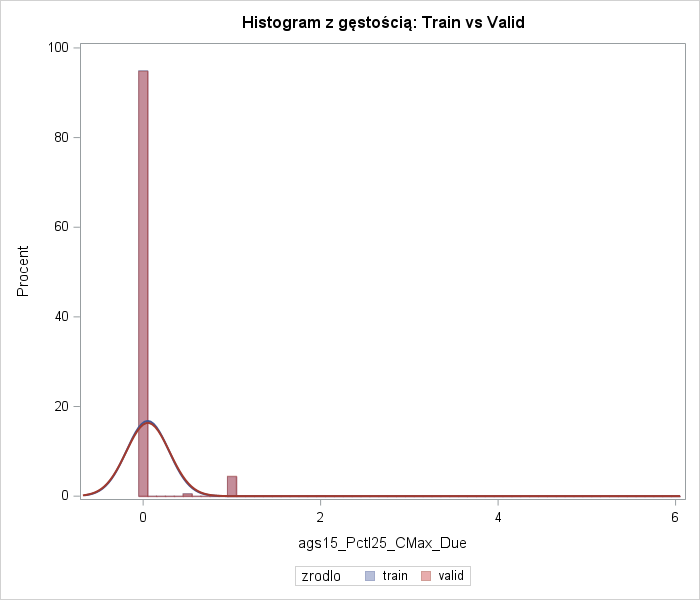 Histogram z gęstością: Train vs Valid
100
80
60
40
20
0
Procent
0 2 4 6
ags15_Pctl25_CMax_Due
zrodlo train valid